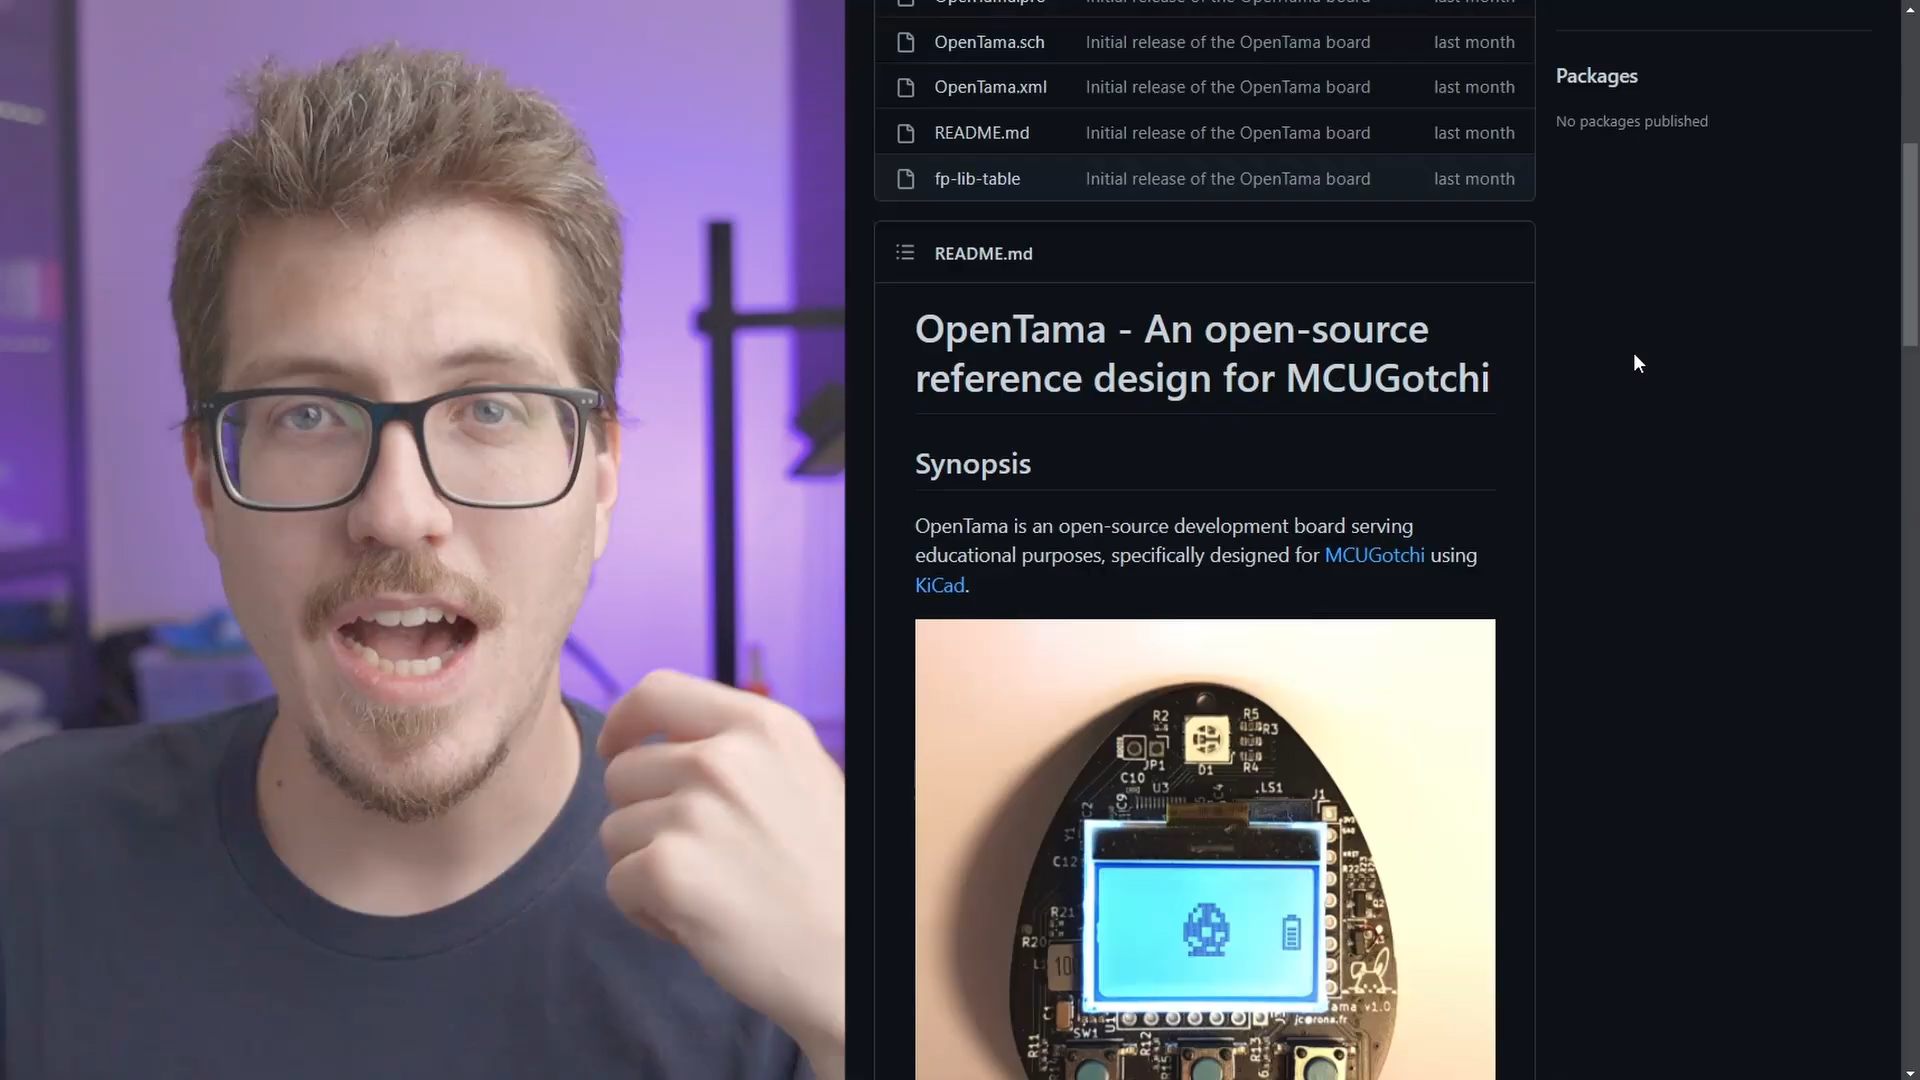 OpenTama.sch Initial release of the OpenTama board last month
OpenTama.xml Initial release of the OpenTama board last month
README.md Initial release of the OpenTama board last month
fp-lib-table Initial release of the OpenTama board last month
Packages
No packages published
README.md
OpenTama - An open-source
reference design for MCUGotchi
Synopsis
OpenTama is an open-source development board serving
educational purposes, specifically designed for MCUGotchi using
KiCad.
R2
R5
R3
JP1
D1
R4
C10
U3
LS1
J1
C12
R21
R20
jcorona.fr
SW1
R11
R12
R13